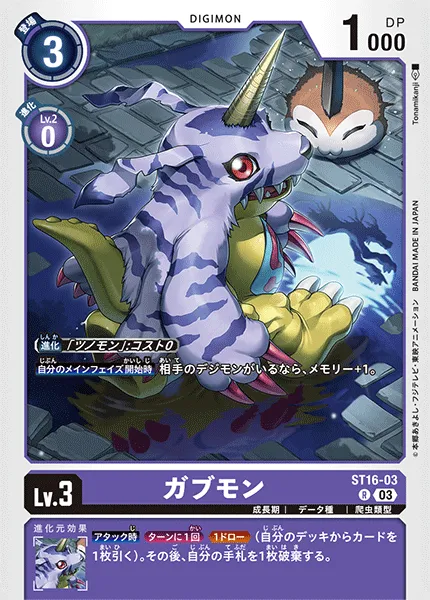 DIGIMON
登場
3
1000
DP
進化
Lv.2
0
Tonamikanji
進化「ツノモン」:コスト0
自分のメインフェイズ開始時 相手のデジモンがいるなら、メモリー+1。
© 本郷あきよし・フジテレビ・東映アニメーション BANDAI MADE IN JAPAN
Lv.3
ガブモン
ST16-03
R 03
成長期 データ種 爬虫類型
進化元効果
アタック時 ターンに1回 1ドロー (自分のデッキからカードを
1枚引く)。その後、自分の手札を1枚破棄する。